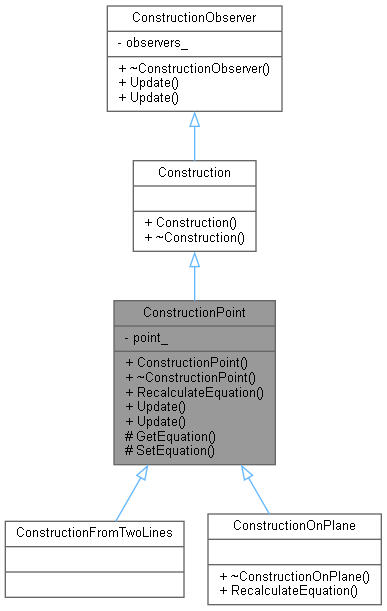 ConstructionObserver
- observers_
+ ~ConstructionObserver()
+ Update()
+ Update()
Construction
+ Construction()
+ ~Construction()
ConstructionPoint
- point_
+ ConstructionPoint()
+ ~ConstructionPoint()
+ RecalculateEquation()
+ Update()
+ Update()
# GetEquation()
# SetEquation()
ConstructionFromTwoLines
ConstructionOnPlane
+ ~ConstructionOnPlane()
+ RecalculateEquation()